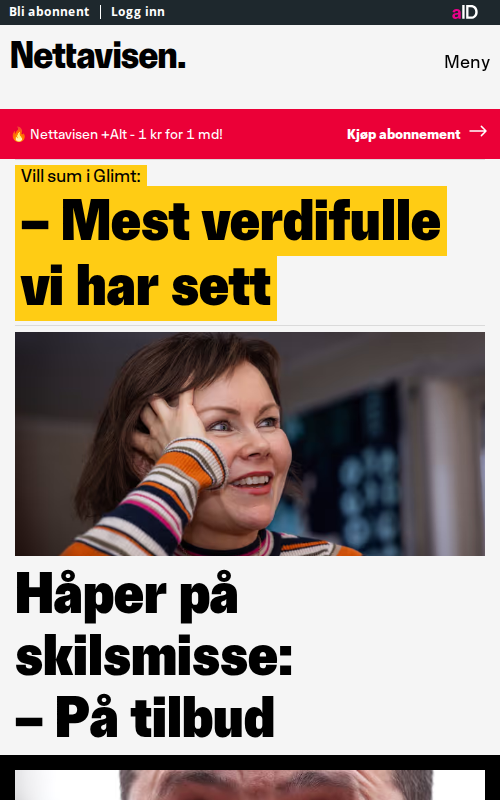 Bli abonnent
Logg inn
aID
Nettavisen.
Meny
🔥 Nettavisen +Alt - 1 kr for 1 md!
Kjøp abonnement →
Vill sum i Glimt:
– Mest verdifulle
vi har sett
Håper på
skilsmisse:
– På tilbud